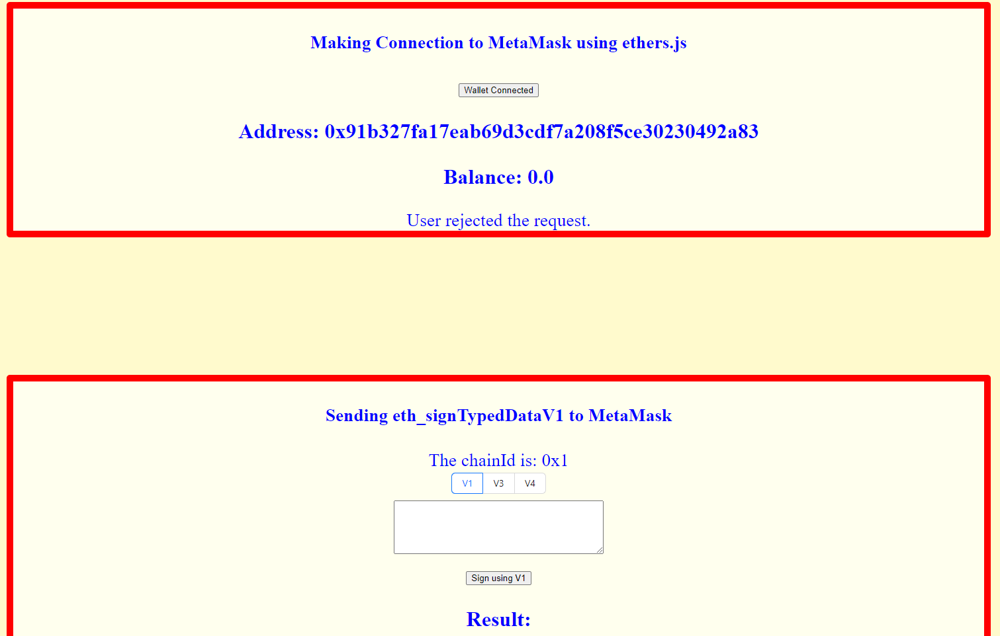 Making Connection to MetaMask using ethers.js
Wallet Connected
Address: 0x91b327fa17eab69d3cdf7a208f5ce30230492a83
Balance: 0.0
User rejected the request.
Sending eth_signTypedDataV1 to MetaMask
The chainId is: 0x1
V1 V3 V4
Sign using V1
Result: